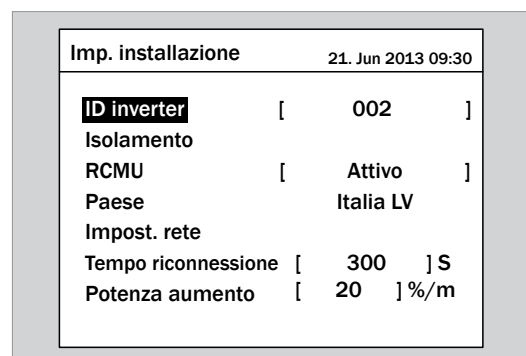 Imp. installazione 21. Jun 2013 09:30
ID inverter [ 002 ]
Isolamento
RCMU [ Attivo ]
Paese Italia LV
Impost. rete
Tempo riconnessione [ 300 ] S
Potenza aumento [ 20 ] %/m